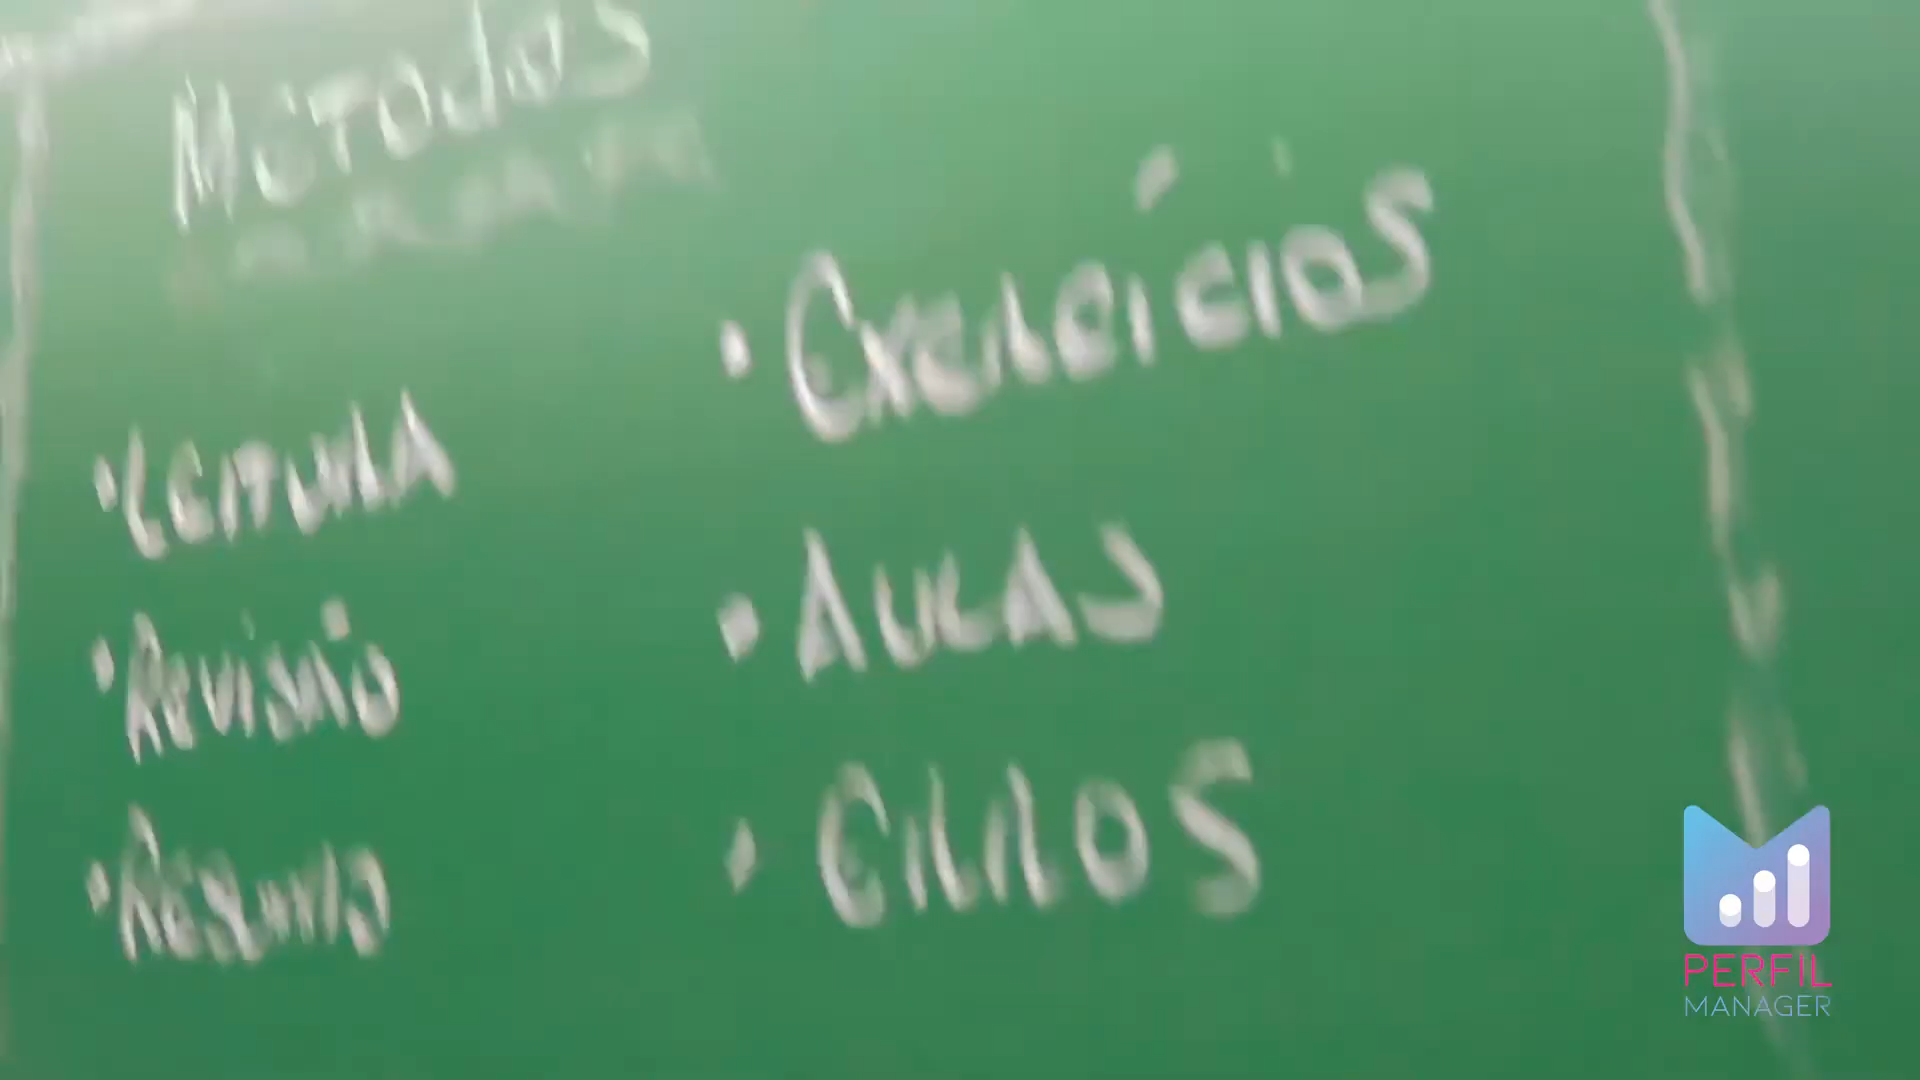 Métodos
• Leitura
• Revisão
• Resumo
• Exercícios
• Aulas
• Ciclos
PERFIL
MANAGER